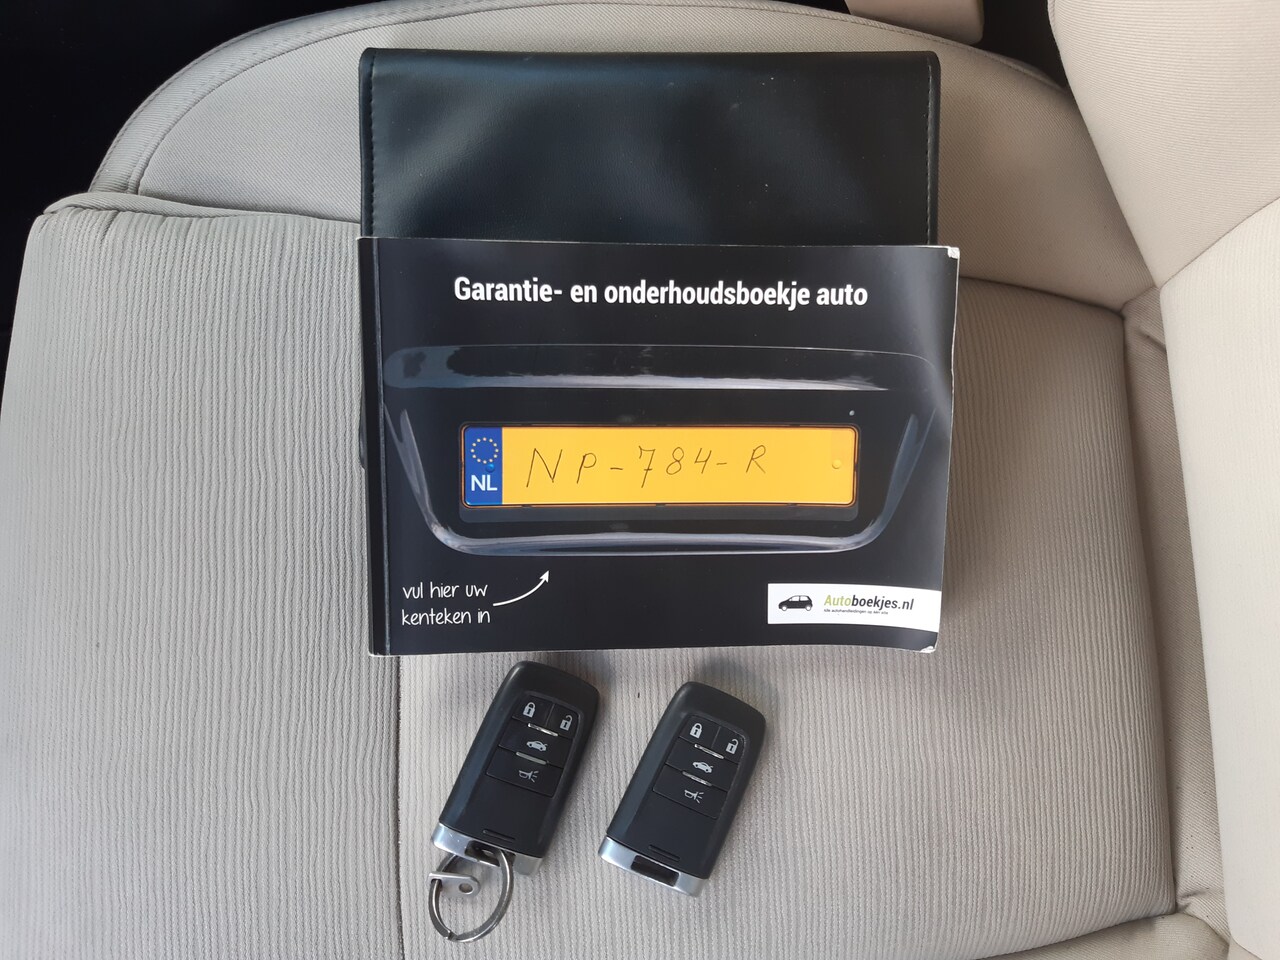 Garantie- en onderhoudsboekje auto
NL
NP-784-R
vul hier uw
kenteken in
Autoboekjes.nl